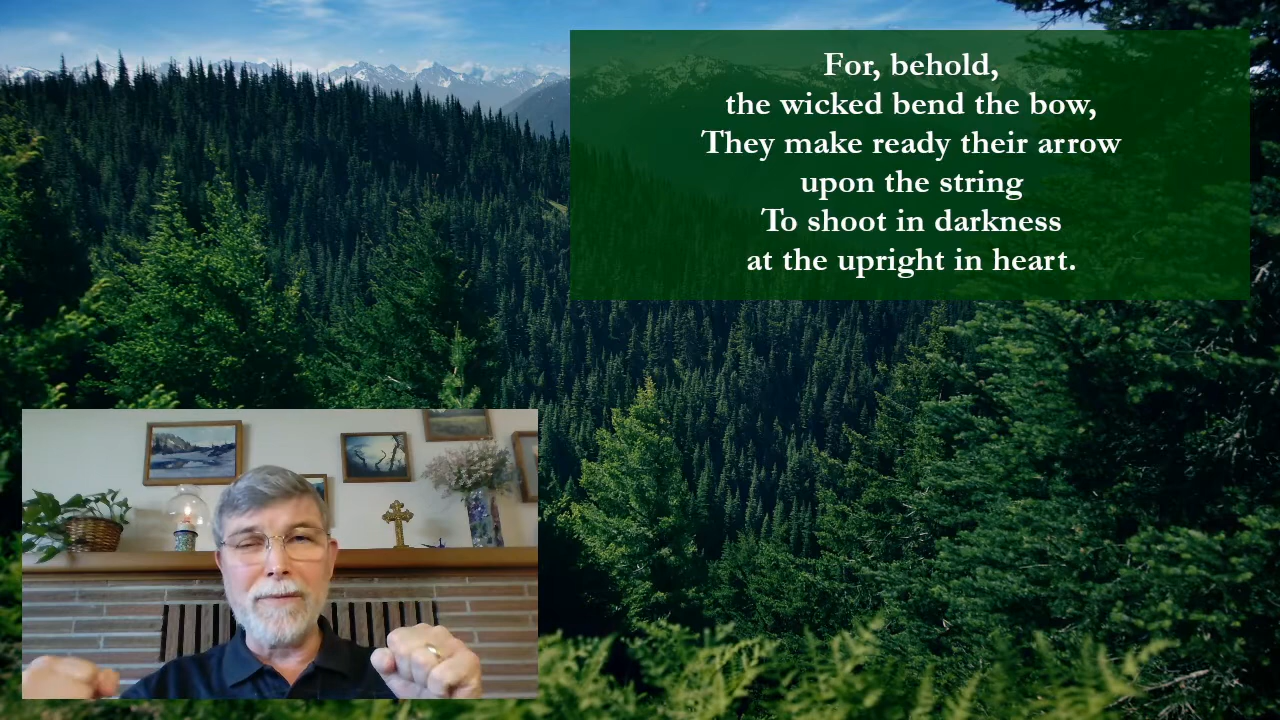 For, behold,
the wicked bend the bow,
They make ready their arrow
upon the string
To shoot in darkness
at the upright in heart.